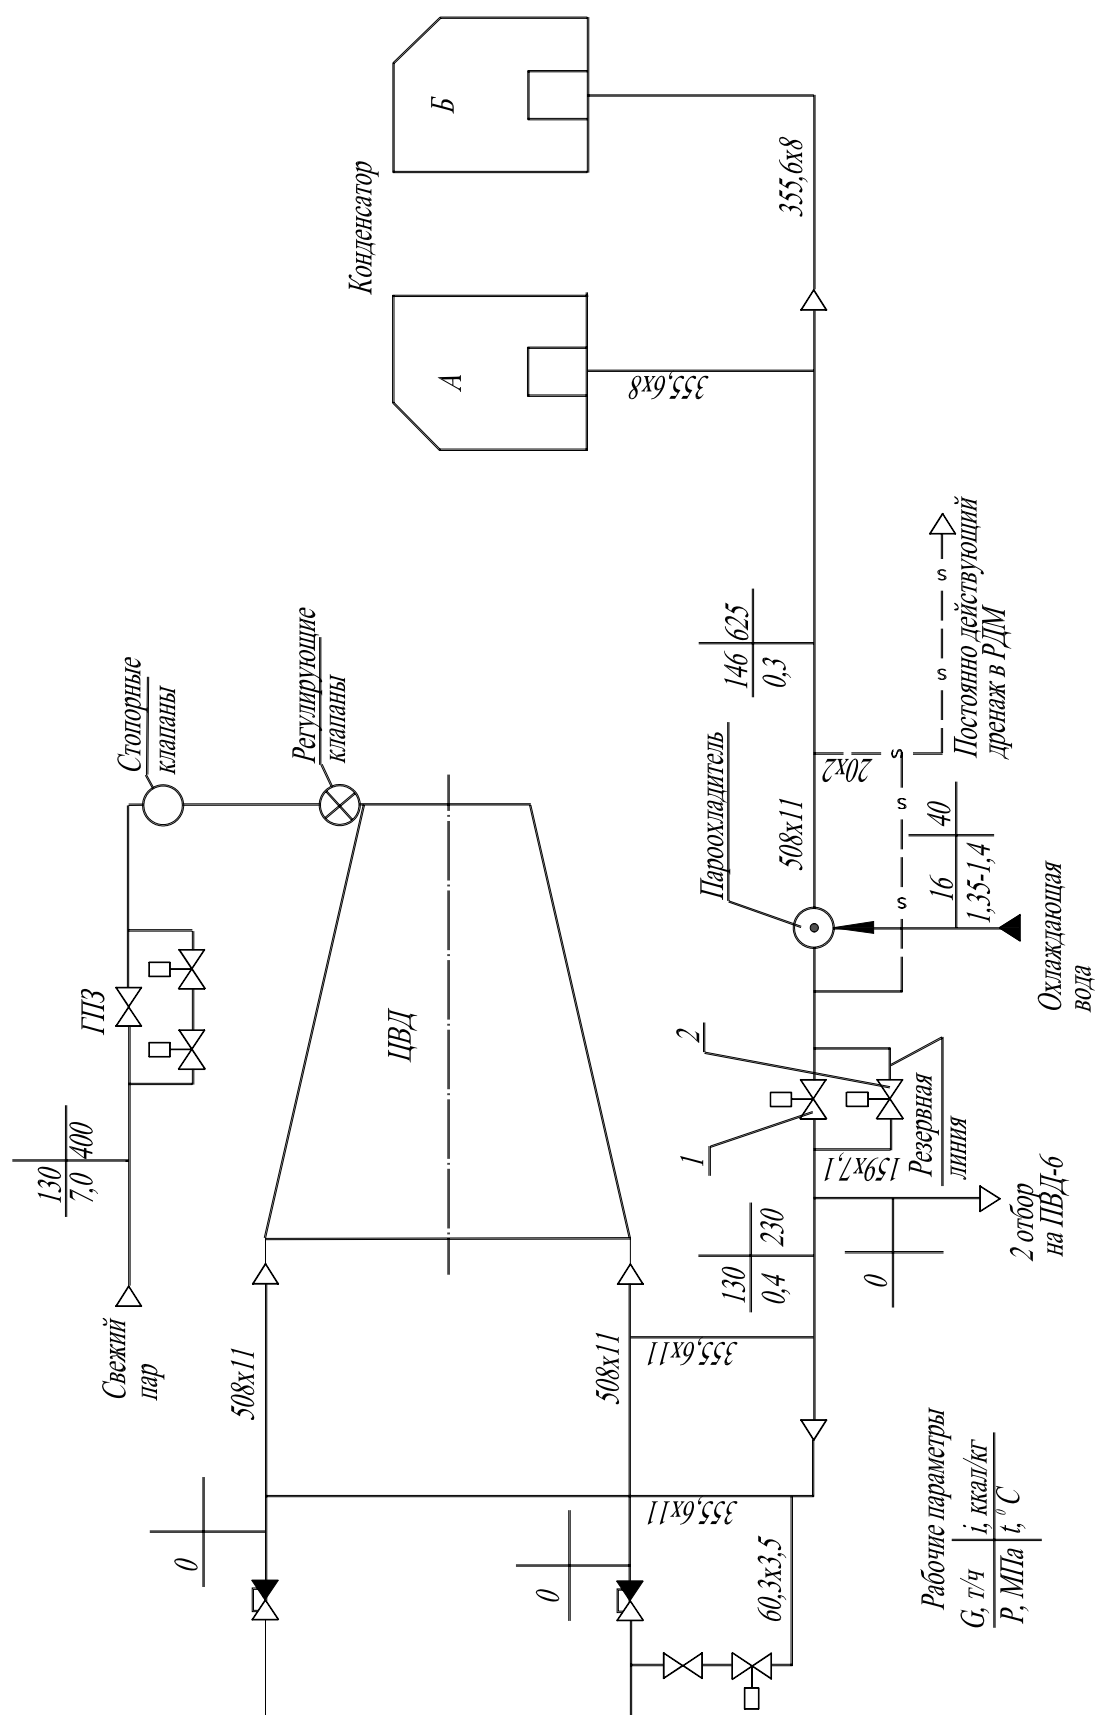 Свежий
пар
130
7,0 400
ГПЗ
Стопорные
клапаны
Регулирующие
клапаны
Конденсатор
А
Б
ЦВД
508х11
508х11
0
0
355,6х11
355,6х11
60,3х3,5
130
0,4 230
0
2 отбор
на ПВД-6
1
2
159х7,1
Резервная
линия
Пароохладитель
508х11
20х2
146 625
0,3
355,6х8
355,6х8
16 40
1,35-1,4
Охлаждающая
вода
s
s
s
s
s
Постоянно действующий
дренаж в РДМ
Рабочие параметры
G, т/ч i, ккал/кг
P, МПа t, ⁰ С